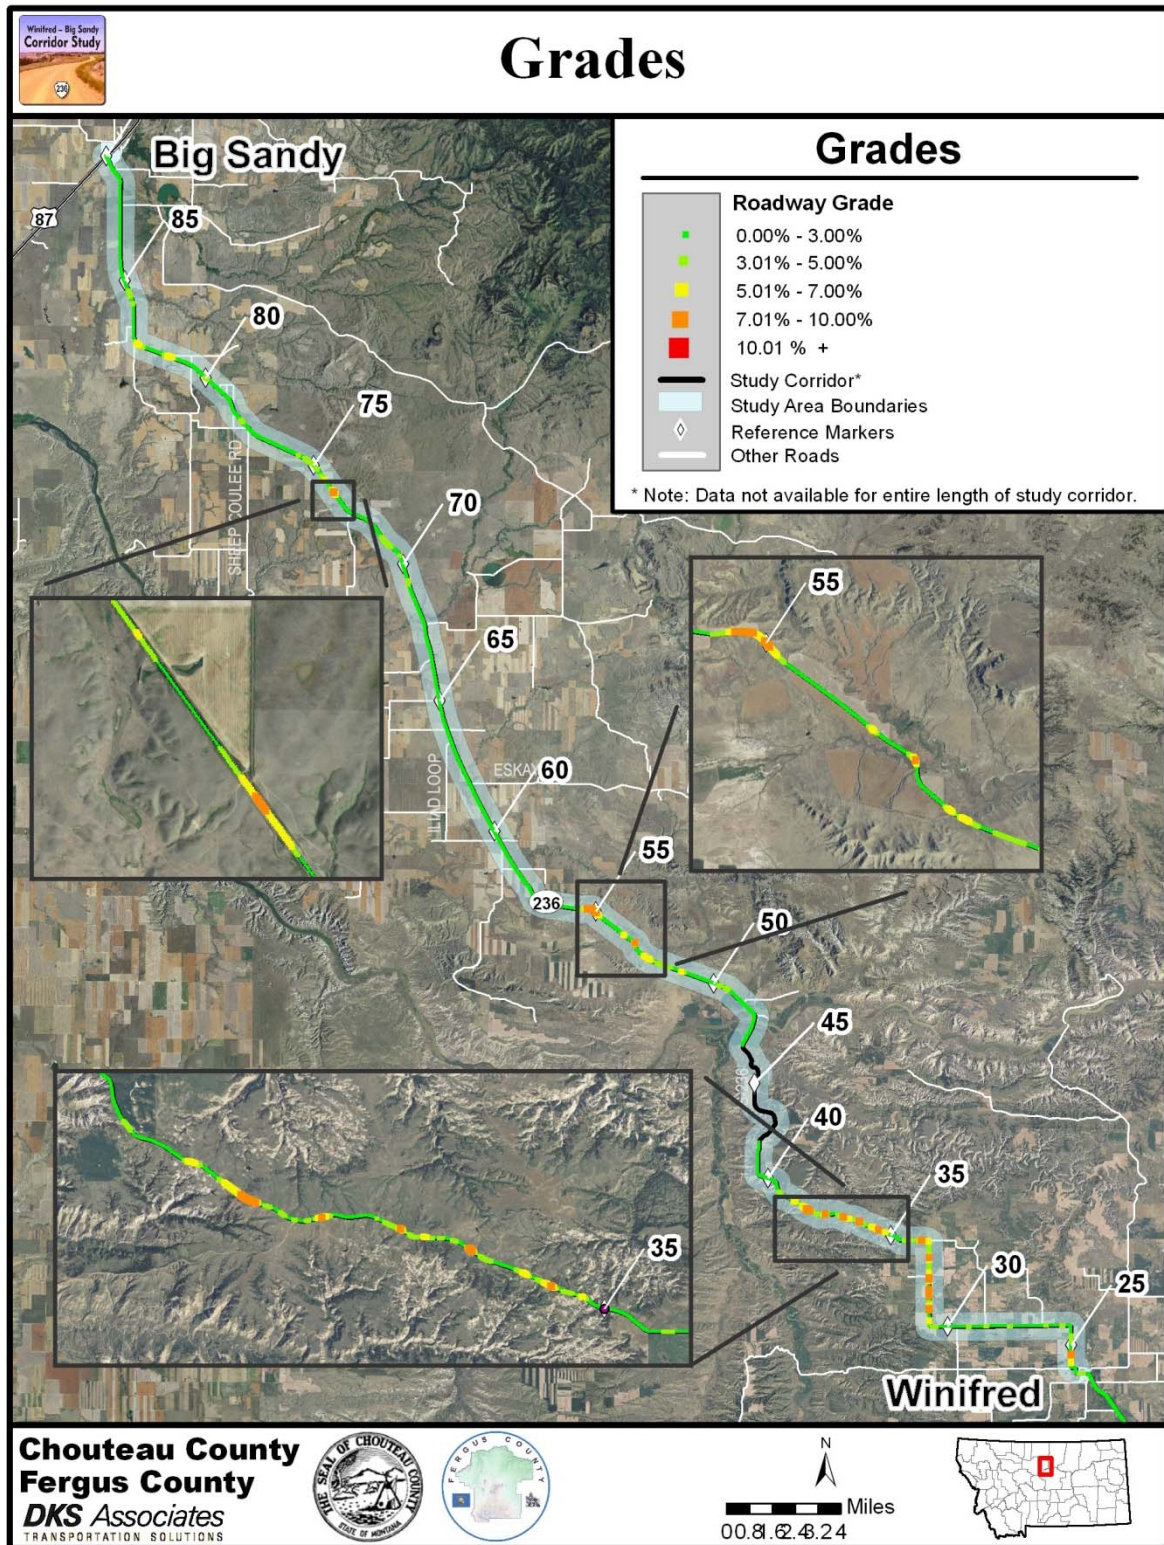 Winifred – Big Sandy
Corridor Study
236
Grades
Big Sandy
87
85
80
75
70
65
60
55
50
45
40
35
30
25
SHEEP COULEE RD
ILIAD LOOP
236
Winifred
Grades
Roadway Grade
0.00% - 3.00%
3.01% - 5.00%
5.01% - 7.00%
7.01% - 10.00%
10.01 % +
Study Corridor*
Study Area Boundaries
Reference Markers
Other Roads
* Note: Data not available for entire length of study corridor.
55
35
Chouteau County
Fergus County
DKS Associates
TRANSPORTATION SOLUTIONS
THE SEAL OF CHOUTEAU COUNTY
STATE OF MONTANA
FERGUS COUNTY
N
Miles
0 0.8 1.6 2.4 3.2 4